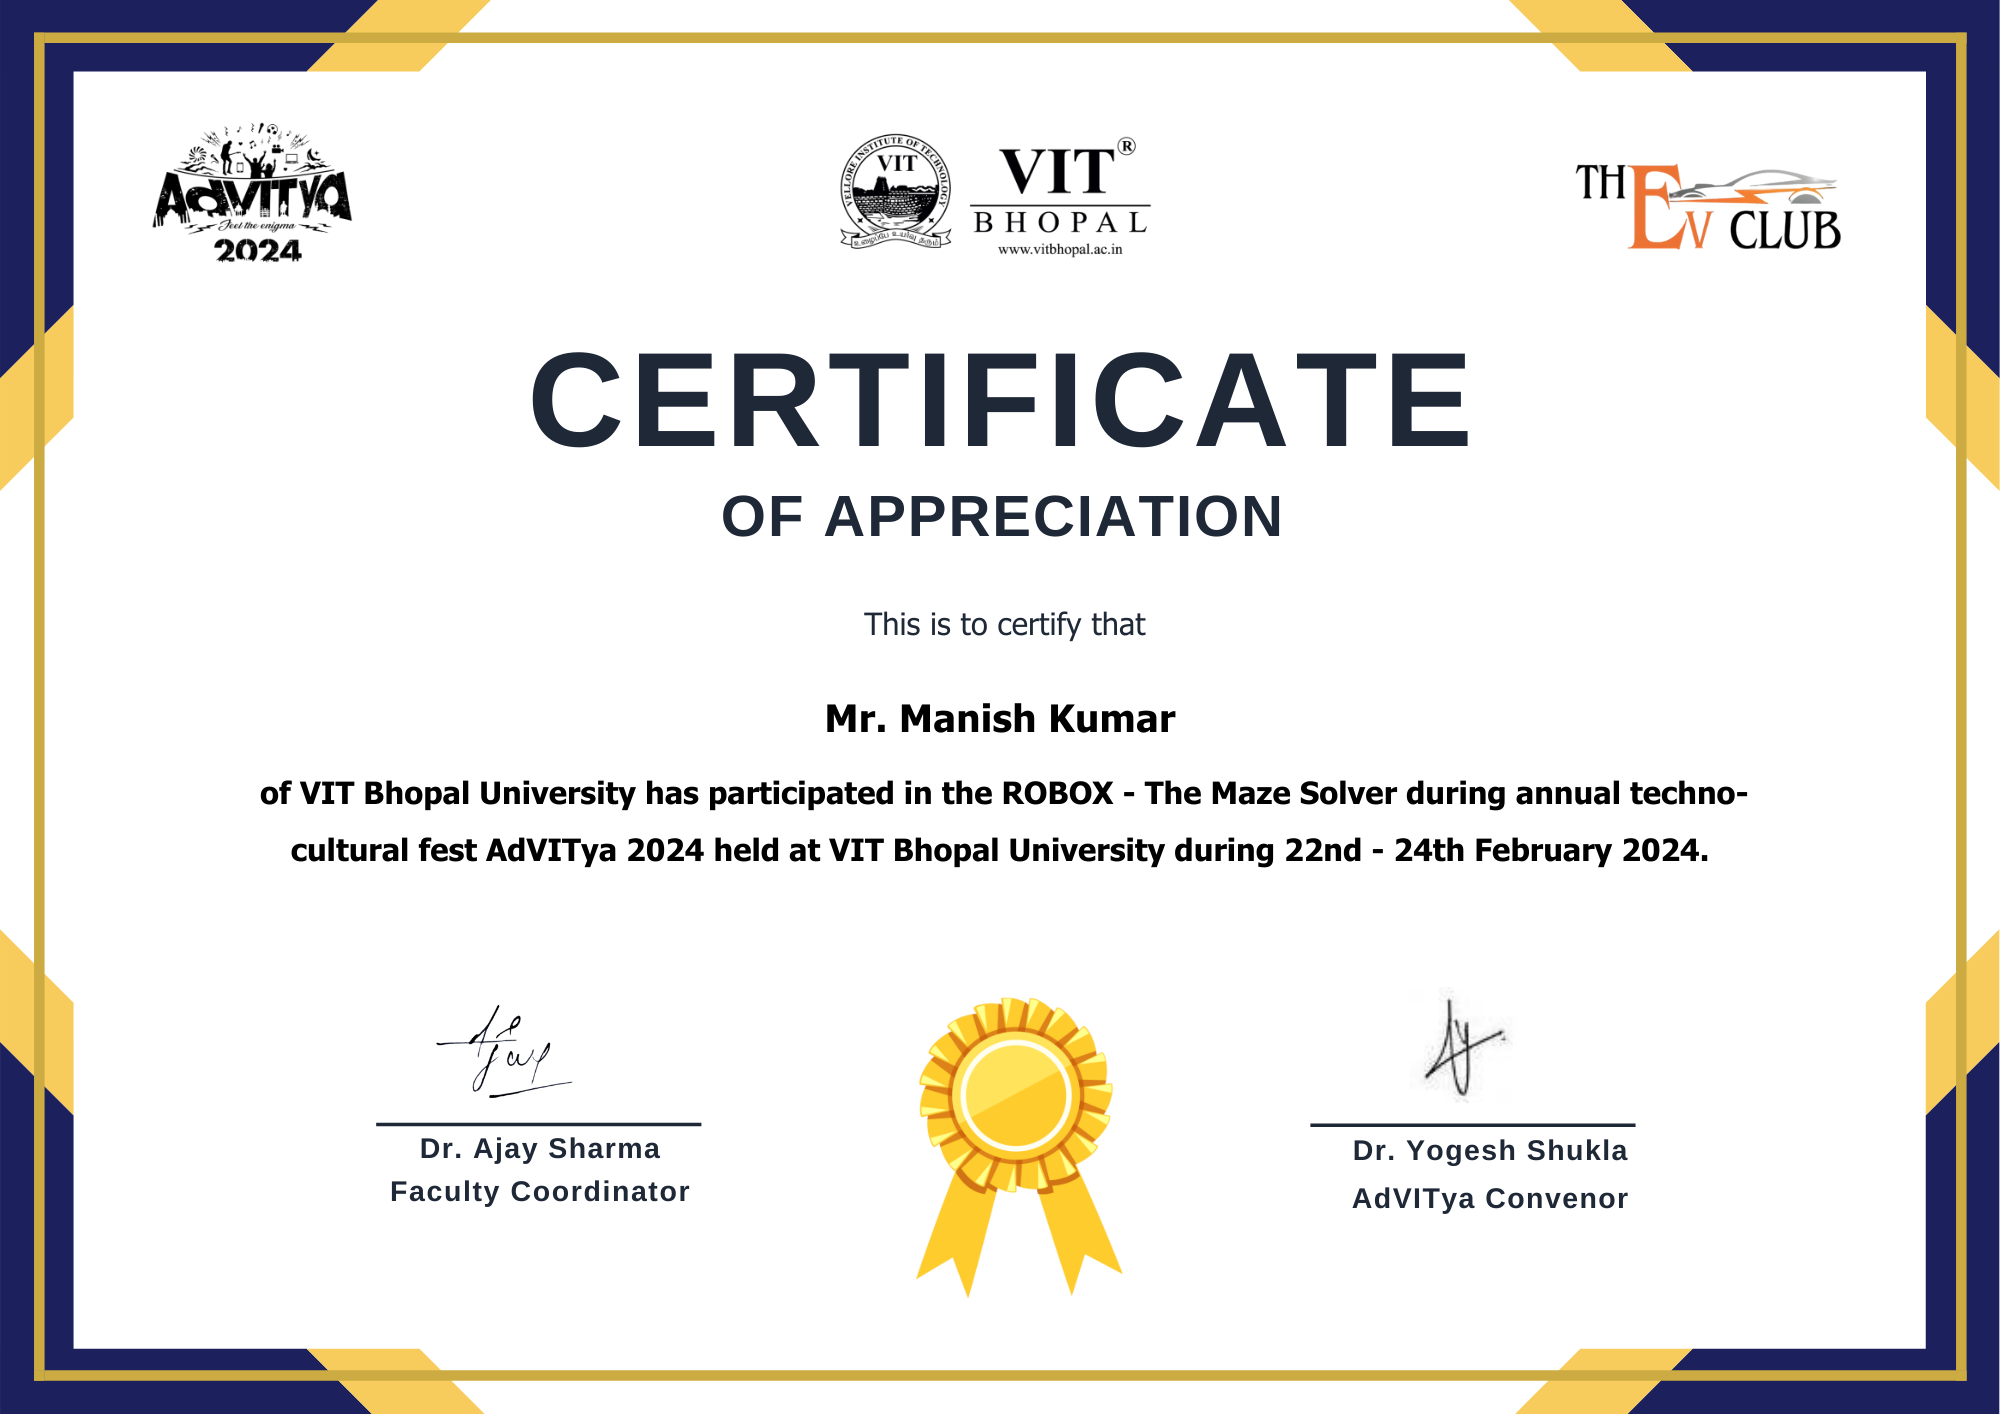 AdVITya
Feel the enigma
2024
VELLORE INSTITUTE OF TECHNOLOGY
VIT
VIT®
BHOPAL
www.vitbhopal.ac.in
THE EV CLUB
CERTIFICATE
OF APPRECIATION
This is to certify that
Mr. Manish Kumar
of VIT Bhopal University has participated in the ROBOX - The Maze Solver during annual techno-
cultural fest AdVITya 2024 held at VIT Bhopal University during 22nd - 24th February 2024.
Ajay
Dr. Ajay Sharma
Faculty Coordinator
Dr. Yogesh Shukla
AdVITya Convenor